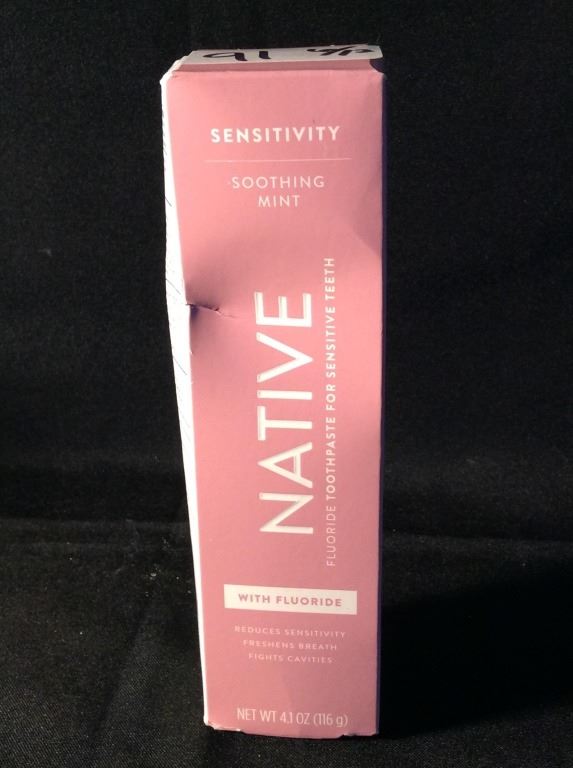 SENSITIVITY
SOOTHING
MINT
NATIVE
FLUORIDE TOOTHPASTE FOR SENSITIVE TEETH
WITH FLUORIDE
REDUCES SENSITIVITY
FRESHENS BREATH
FIGHTS CAVITIES
NET WT 4.1 OZ (116 g)